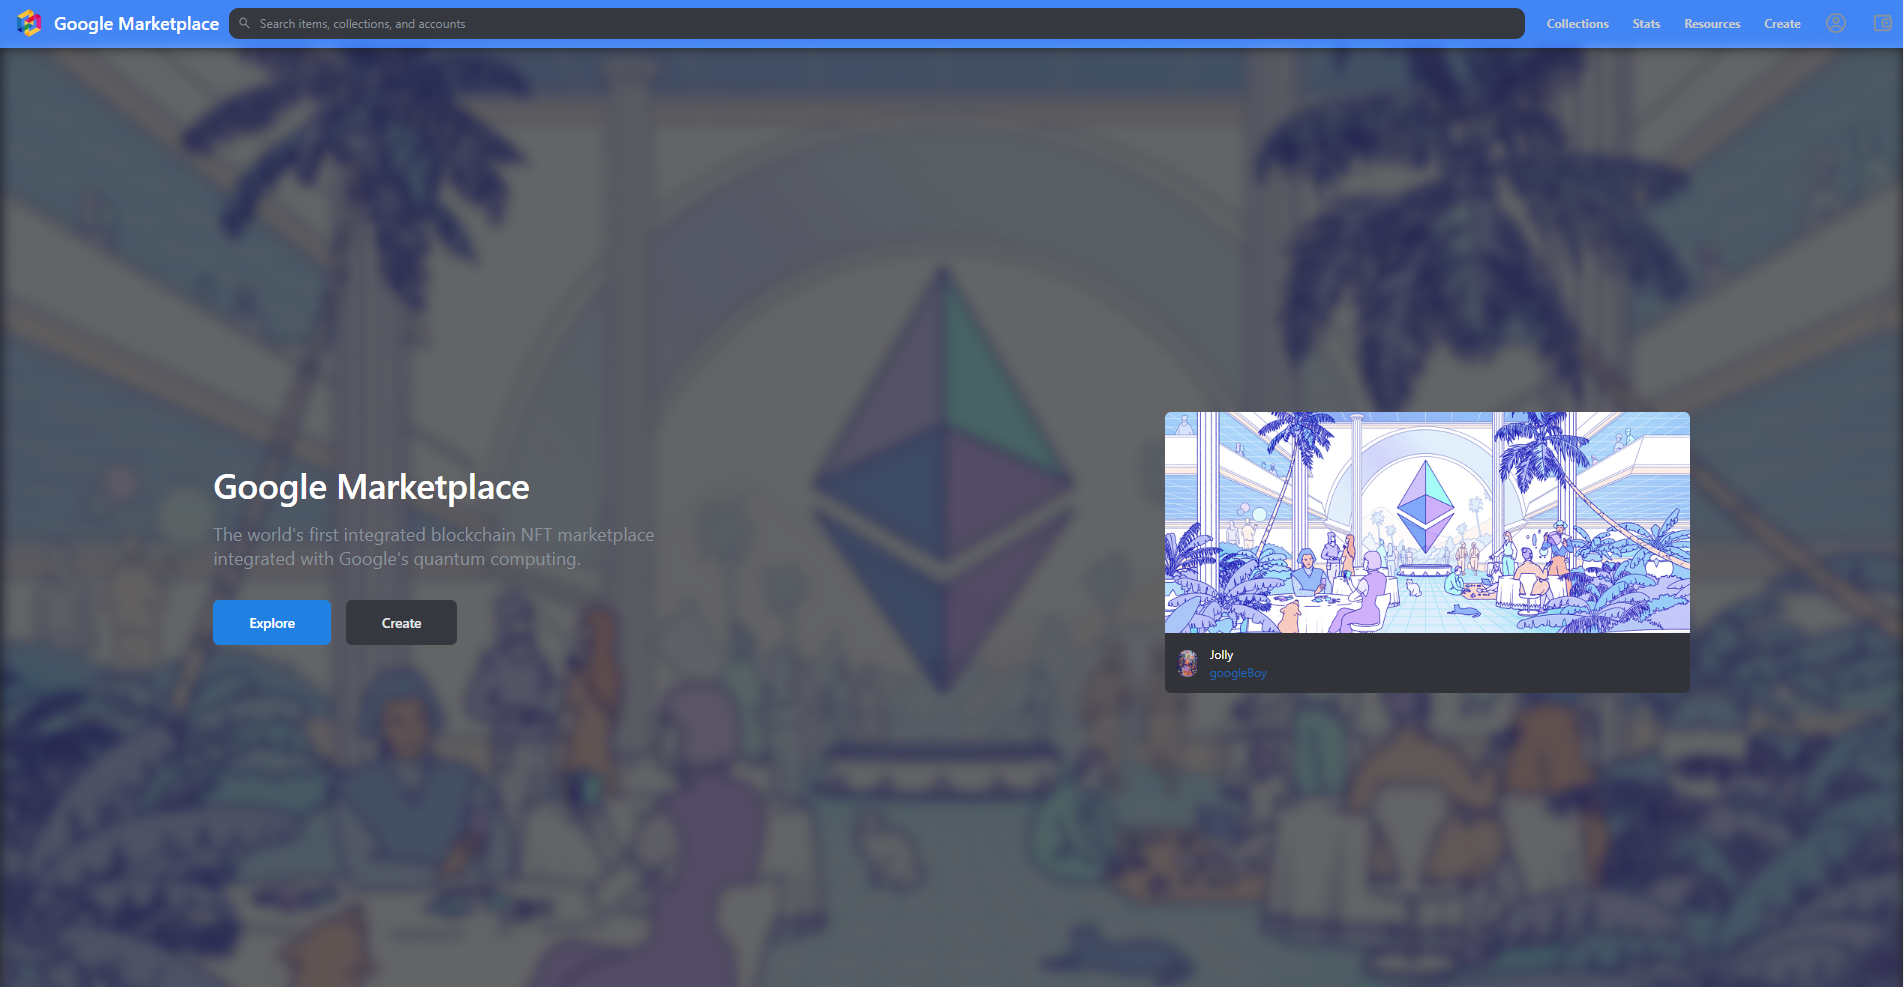 Google Marketplace
Search items, collections, and accounts
Collections
Stats
Resources
Create
Google Marketplace
The world's first integrated blockchain NFT marketplace
integrated with Google's quantum computing.
Explore
Create
Jolly
googleBoy